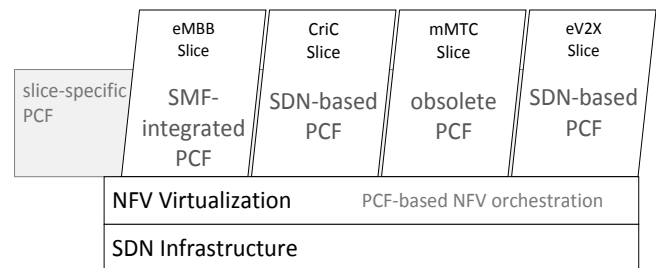 eMBB
Slice
CriC
Slice
mMTC
Slice
eV2X
Slice
slice-specific
PCF
SMF-
integrated
PCF
SDN-based
PCF
obsolete
PCF
SDN-based
PCF
NFV Virtualization
PCF-based NFV orchestration
SDN Infrastructure